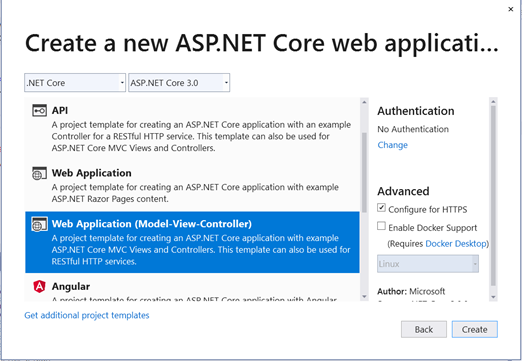 Create a new ASP.NET Core web applicati...
.NET Core
ASP.NET Core 3.0
API
A project template for creating an ASP.NET Core application with an example
Controller for a RESTful HTTP service. This template can also be used for
ASP.NET Core MVC Views and Controllers.
Web Application
A project template for creating an ASP.NET Core application with example
ASP.NET Razor Pages content.
Web Application (Model-View-Controller)
A project template for creating an ASP.NET Core application with example
ASP.NET Core MVC Views and Controllers. This template can also be used for
RESTful HTTP services.
Angular
A project template for creating an ASP.NET Core application with Angular
Get additional project templates
Authentication
No Authentication
Change
Advanced
Configure for HTTPS
Enable Docker Support
(Requires Docker Desktop)
Linux
Author: Microsoft
Back
Create